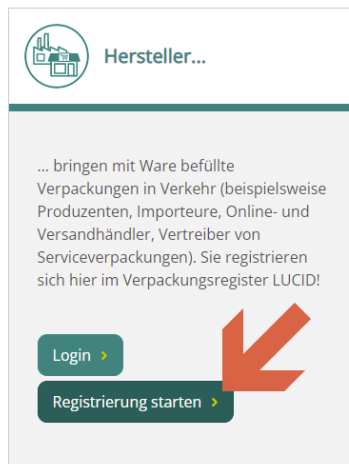 Hersteller...
... bringen mit Ware befüllte
Verpackungen in Verkehr (beispielsweise
Produzenten, Importeure, Online- und
Versandhändler, Vertreiber von
Serviceverpackungen). Sie registrieren
sich hier im Verpackungsregister LUCID!
Login >
Registrierung starten >